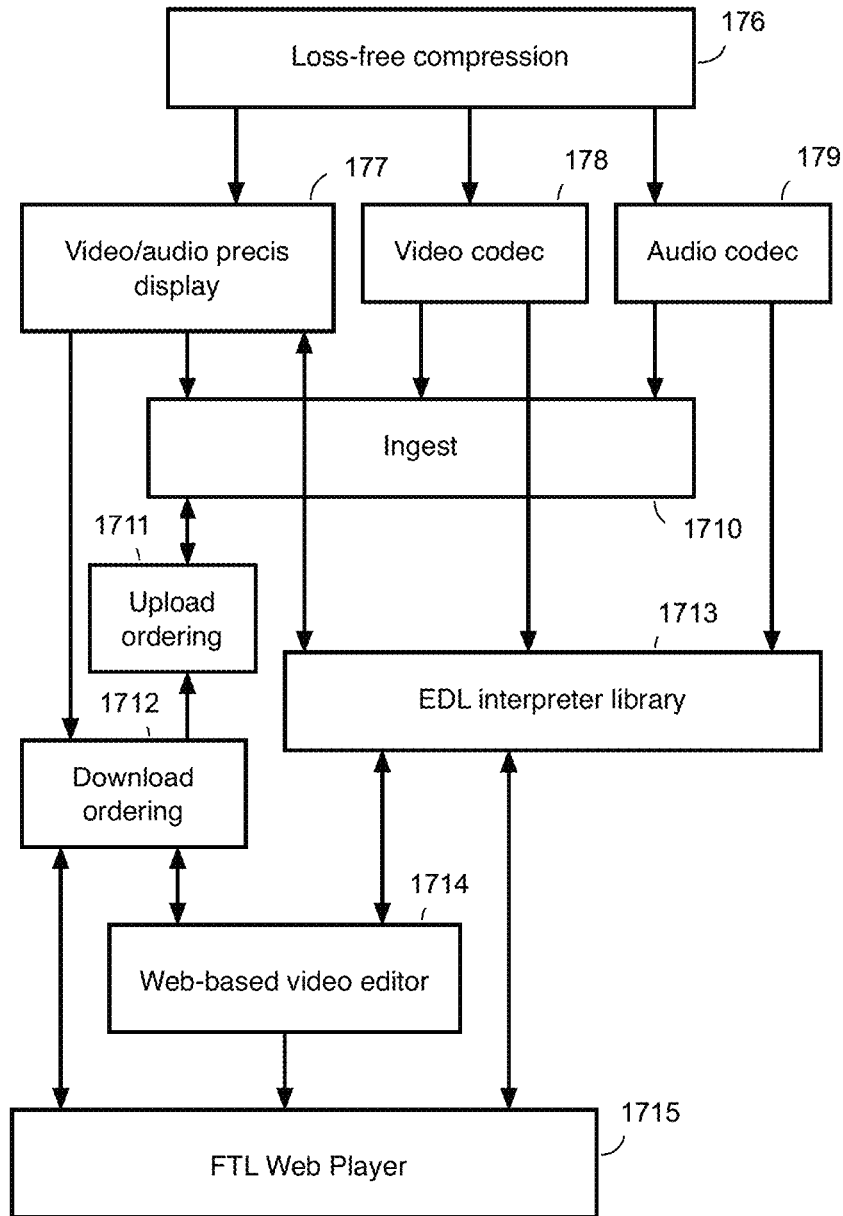 176
Loss-free compression
177
178
179
Video/audio precis
display
Video codec
Audio codec
Ingest
1710
1711
Upload
ordering
1713
EDL interpreter library
1712
Download
ordering
1714
Web-based video editor
1715
FTL Web Player